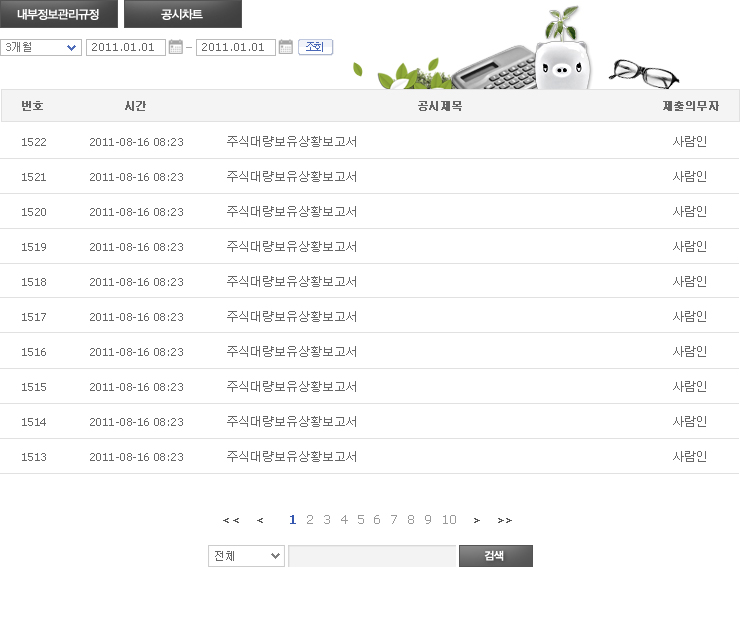 내부정보관리규정 공시차트
3개월 2011.01.01 – 2011.01.01 조회
번호 시간 공시제목 제출의무자
1522 2011-08-16 08:23 주식대량보유상황보고서 사람인
1521 2011-08-16 08:23 주식대량보유상황보고서 사람인
1520 2011-08-16 08:23 주식대량보유상황보고서 사람인
1519 2011-08-16 08:23 주식대량보유상황보고서 사람인
1518 2011-08-16 08:23 주식대량보유상황보고서 사람인
1517 2011-08-16 08:23 주식대량보유상황보고서 사람인
1516 2011-08-16 08:23 주식대량보유상황보고서 사람인
1515 2011-08-16 08:23 주식대량보유상황보고서 사람인
1514 2011-08-16 08:23 주식대량보유상황보고서 사람인
1513 2011-08-16 08:23 주식대량보유상황보고서 사람인
<< < 1 2 3 4 5 6 7 8 9 10 > >>
전체 검색